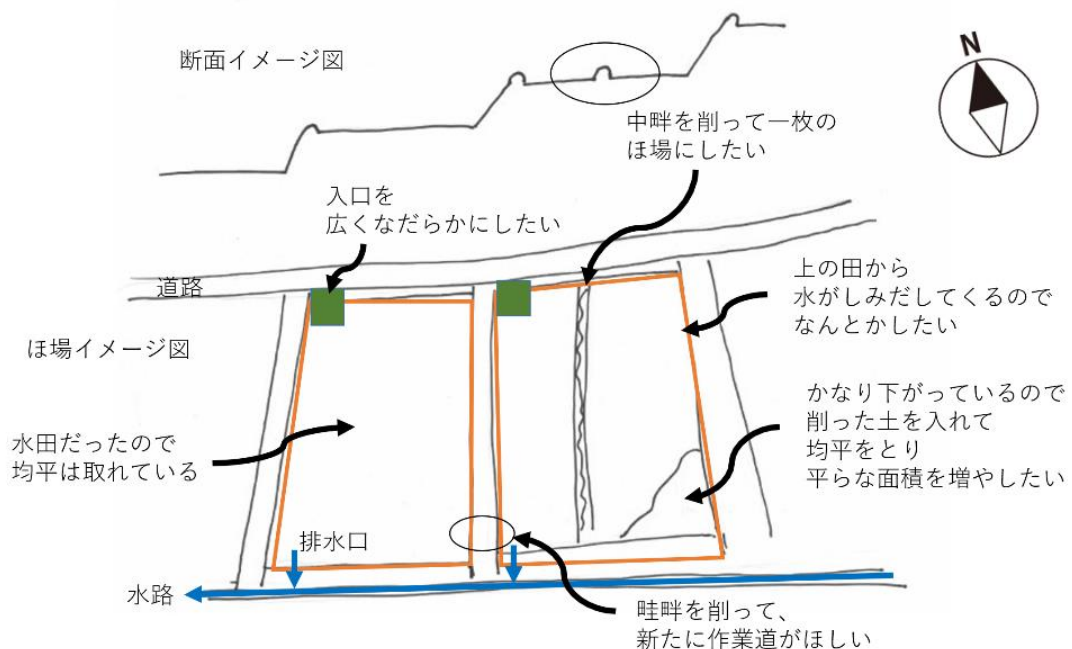 断面イメージ図
N
中畔を削って一枚の
ほ場にしたい
入口を
広くなだらかにしたい
道路
上の田から
水がしみだしてくるので
なんとかしたい
ほ場イメージ図
かなり下がっているので
削った土を入れて
均平をとり
平らな面積を増やしたい
水田だったので
均平は取れている
排水口
水路
畦畔を削って、
新たに作業道がほしい